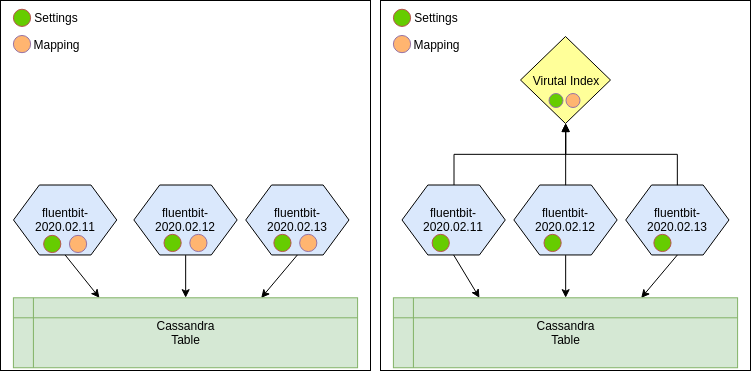 Settings
Mapping
fluentbit-
2020.02.11
fluentbit-
2020.02.12
fluentbit-
2020.02.13
Cassandra
Table
Settings
Mapping
Virutal Index
fluentbit-
2020.02.11
fluentbit-
2020.02.12
fluentbit-
2020.02.13
Cassandra
Table